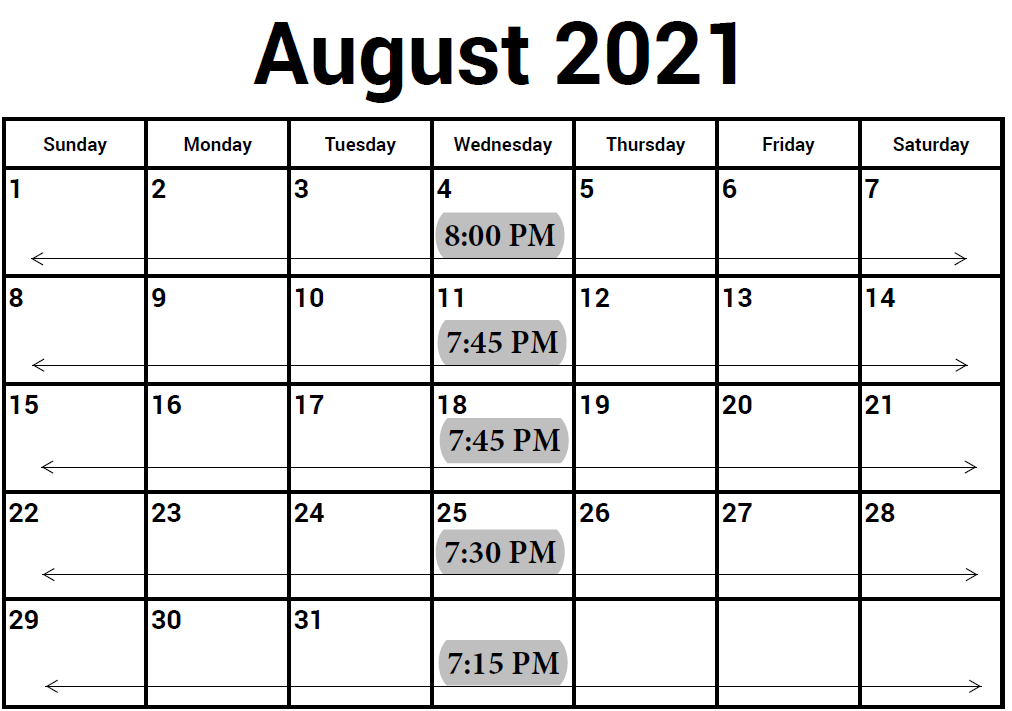 August 2021
Sunday Monday Tuesday Wednesday Thursday Friday Saturday
1 2 3 4 5 6 7
8:00 PM
8 9 10 11 12 13 14
7:45 PM
15 16 17 18 19 20 21
7:45 PM
22 23 24 25 26 27 28
7:30 PM
29 30 31
7:15 PM